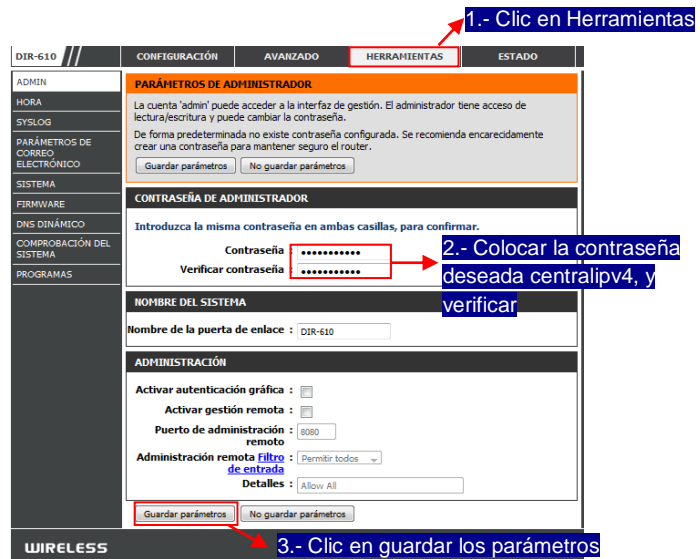 1.- Clic en Herramientas
DIR-610
CONFIGURACIÓN
AVANZADO
HERRAMIENTAS
ESTADO
ADMIN
HORA
SYSLOG
PARÁMETROS DE
CORREO
ELECTRÓNICO
SISTEMA
FIRMWARE
DNS DINÁMICO
COMPROBACIÓN DEL
SISTEMA
PROGRAMAS
PARÁMETROS DE ADMINISTRADOR
La cuenta 'admin' puede acceder a la interfaz de gestión. El administrador tiene acceso de
lectura/escritura y puede cambiar la contraseña.
De forma predeterminada no existe contraseña configurada. Se recomienda encarecidamente
crear una contraseña para mantener seguro el router.
Guardar parámetros No guardar parámetros
CONTRASEÑA DE ADMINISTRADOR
Introduzca la misma contraseña en ambas casillas, para confirmar.
Contraseña : •••••••••••
Verificar contraseña : •••••••••••
2.- Colocar la contraseña
deseada centralipv4, y
verificar
NOMBRE DEL SISTEMA
Nombre de la puerta de enlace : DIR-610
ADMINISTRACIÓN
Activar autenticación gráfica :
Activar gestión remota :
Puerto de administración : 8080
remoto
Administración remota Filtro : Permitir todos
de entrada
Detalles : Allow All
Guardar parámetros No guardar parámetros
3.- Clic en guardar los parámetros
WIRELESS